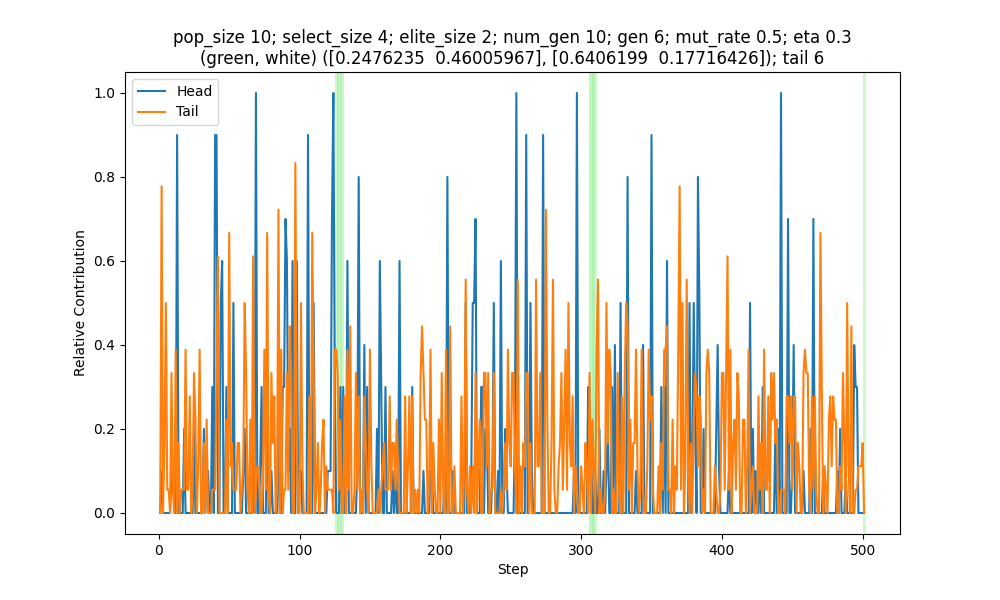 pop_size 10; select_size 4; elite_size 2; num_gen 10; gen 6; mut_rate 0.5; eta 0.3
(green, white) ([0.2476235  0.46005967], [0.6406199  0.17716426]); tail 6
Head
Tail
Relative Contribution
1.0
0.8
0.6
0.4
0.2
0.0
0 100 200 300 400 500
Step